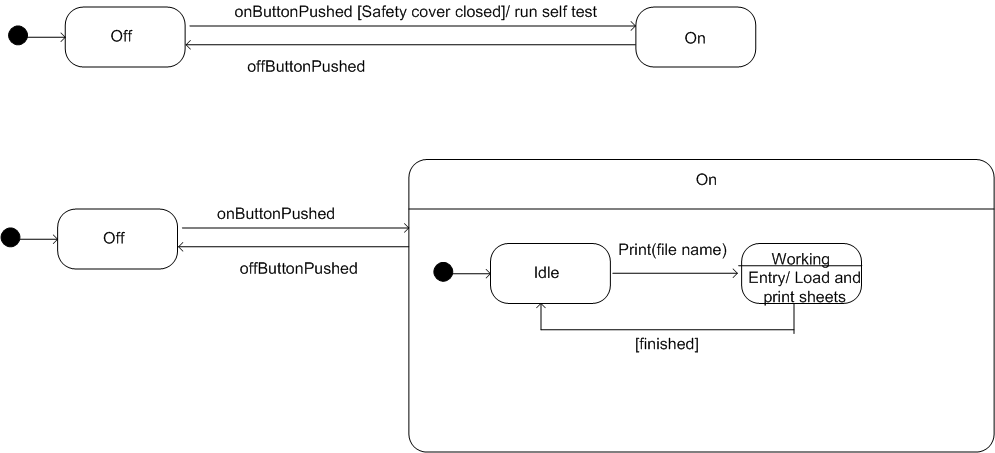 onButtonPushed [Safety cover closed]/ run self test
Off
On
offButtonPushed
On
onButtonPushed
Off
offButtonPushed
Print(file name)
Idle
Working
Entry/ Load and
print sheets
[finished]